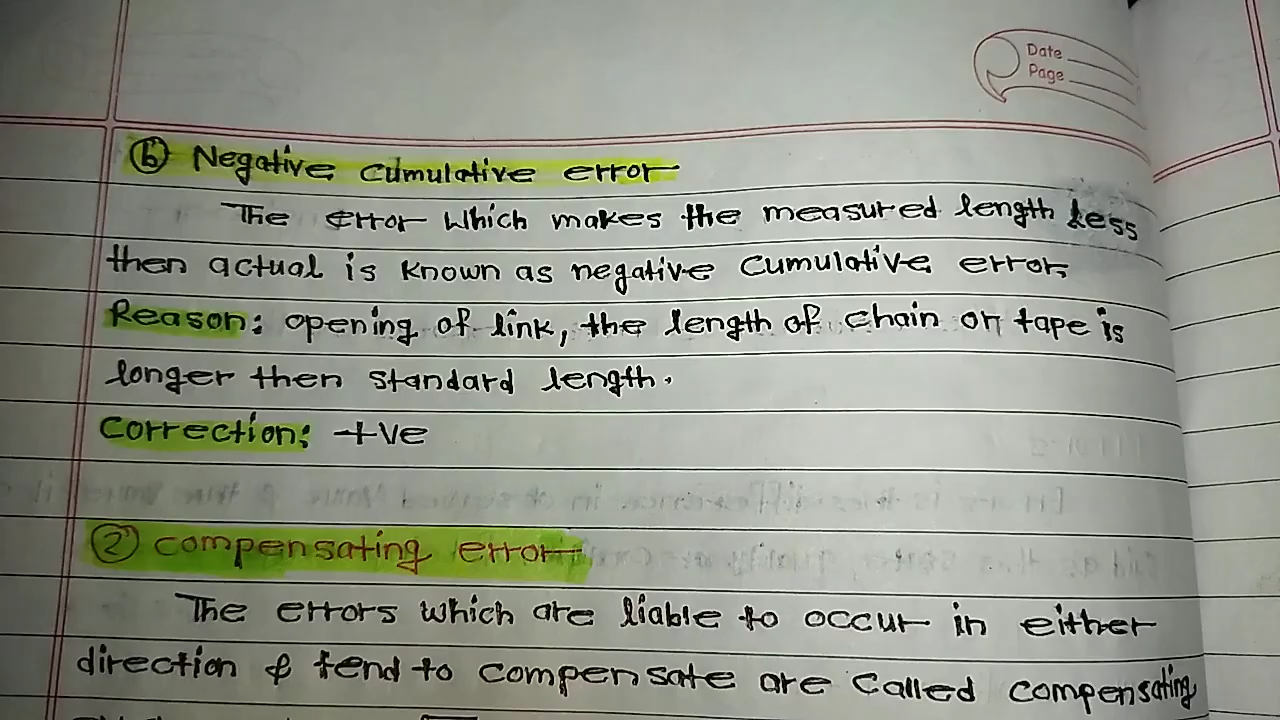 Date
Page
ⓑ Negative cumulative error
The error which makes the measured length less
then actual is known as negative cumulative error.
Reason: opening of link, the length of chain or tape is
longer then standard length.
Correction: +ve
② compensating error
The errors which are liable to occur in either
direction & tend to compensate are called compensating